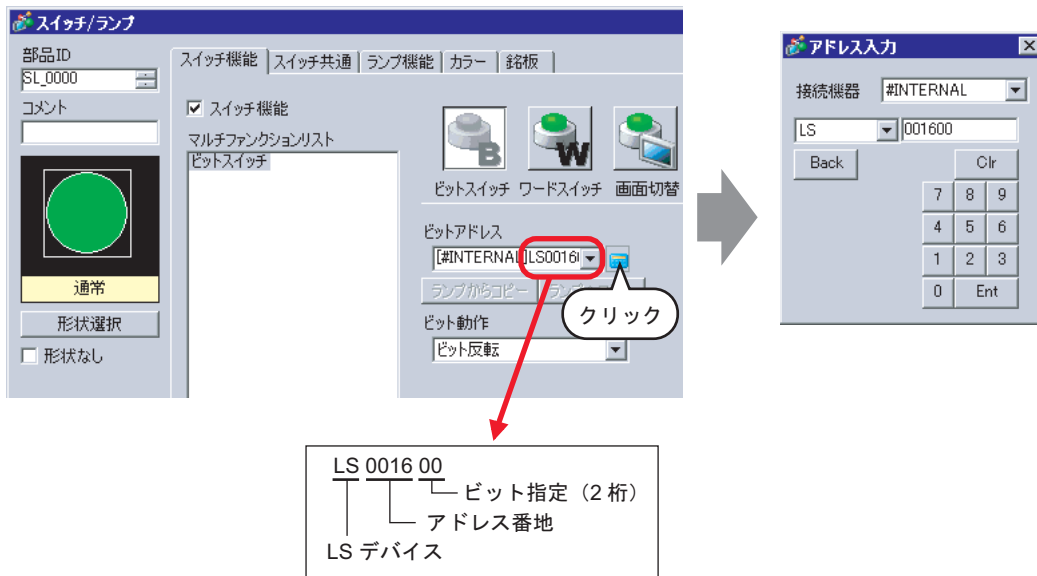 スイッチ/ランプ
部品ID
SL_0000
コメント
通常
形状選択
形状なし
スイッチ機能 スイッチ共通 ランプ機能 カラー 銘板
スイッチ機能
マルチファンクションリスト
ビットスイッチ
B W
ビットスイッチ ワードスイッチ 画面切替
ビットアドレス
[#INTERNAL]LS0016
ランプからコピー
クリック
ビット動作
ビット反転
アドレス入力
接続機器 #INTERNAL
LS 001600
Back Clr
7 8 9
4 5 6
1 2 3
0 Ent
LS 0016 00
ビット指定（2 桁）
アドレス番地
LS デバイス